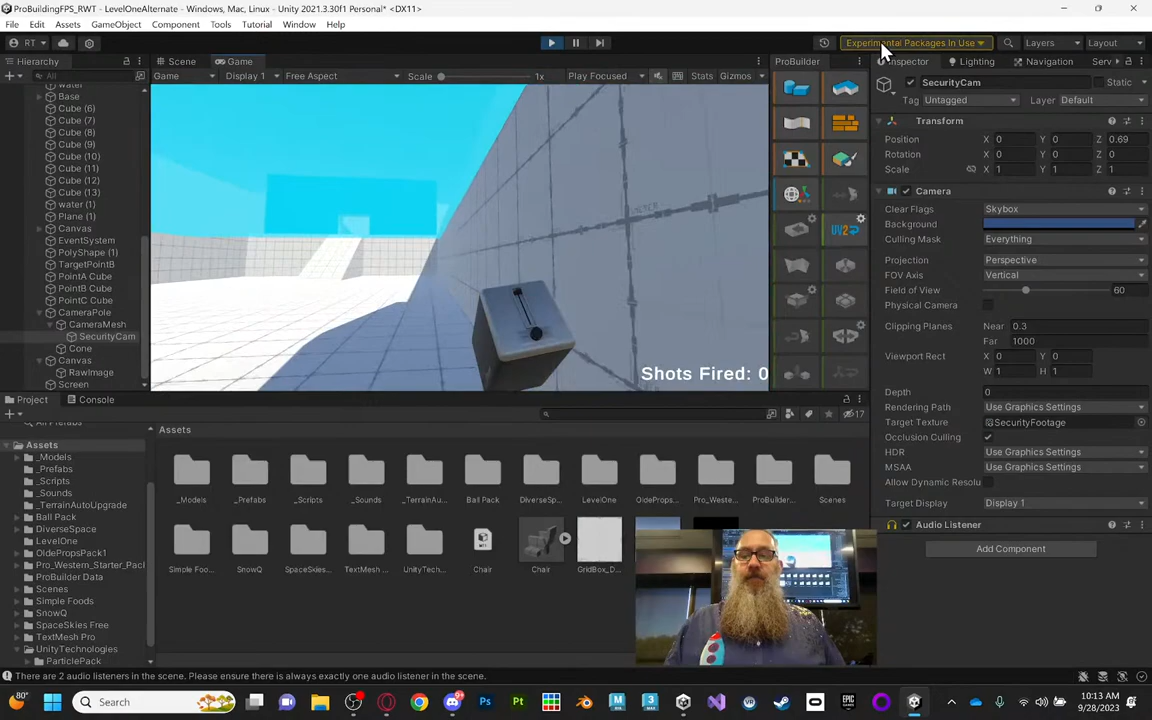 ProBuildingFPS_RWT - LevelOneAlternate - Windows, Mac, Linux - Unity 2021.3.30f1 Personal* <DX11>
File Edit Assets GameObject Component Tools Tutorial Window Help
RT Experimental Packages In Use Layers Layout
Hierarchy Scene Game ProBuilder Inspector Lighting Navigation Serv
All Game Display 1 Free Aspect Scale 1x Play Focused Stats Gizmos
SecurityCam Static
Tag Untagged Layer Default
Transform
Position X 0 Y 0 Z 0.69
Rotation X 0 Y 0 Z 0
Scale X 1 Y 1 Z 1
Camera
Clear Flags Skybox
Background
Culling Mask Everything
Projection Perspective
FOV Axis Vertical
Field of View 60
Physical Camera
Clipping Planes Near 0.3
Far 1000
Viewport Rect X 0 Y 0
W 1 H 1
Depth 0
Rendering Path Use Graphics Settings
Target Texture SecurityFootage
Occlusion Culling
HDR Use Graphics Settings
MSAA Use Graphics Settings
Allow Dynamic Resolu
Target Display Display 1
Audio Listener
Add Component
water
Base
Cube (6)
Cube (7)
Cube (8)
Cube (9)
Cube (10)
Cube (11)
Cube (12)
Cube (13)
water (1)
Plane (1)
Canvas
EventSystem
PolyShape (1)
TargetPointB
PointA Cube
PointB Cube
PointC Cube
CameraPole
CameraMesh
SecurityCam
Cone
Canvas
RawImage
Screen
UV2
Shots Fired: 0
Project Console
17
All Prefabs
Assets
_Models
_Prefabs
_Scripts
_Sounds
_TerrainAutoUpgrade
Ball Pack
DiverseSpace
LevelOne
OldePropsPack1
Pro_Western_Starter_Pack
ProBuilder Data
Scenes
Simple Foods
SnowQ
SpaceSkies Free
TextMesh Pro
UnityTechnologies
ParticlePack
Assets
_Models _Prefabs _Scripts _Sounds _TerrainAu... Ball Pack DiverseSp... LevelOne OldeProps... Pro_Weste... ProBuilder... Scenes
Simple Foo... SnowQ SpaceSkies... TextMesh ... UnityTech... Chair Chair GridBox_D...
There are 2 audio listeners in the scene. Please ensure there is always exactly one audio listener in the scene.
80° Search 10:13 AM
9/28/2023